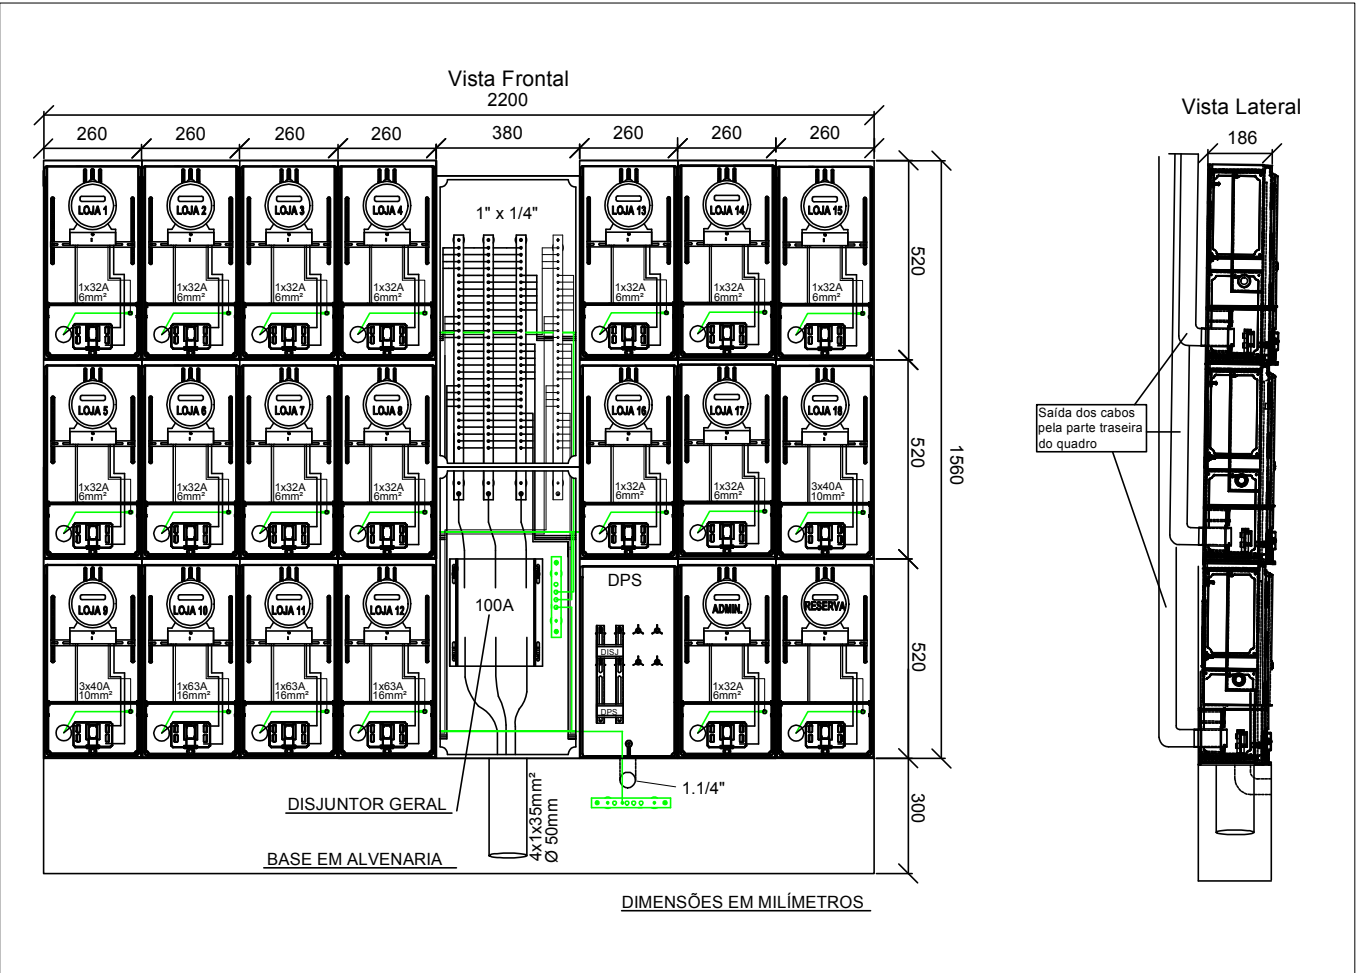 Vista Frontal
2200
260 260 260 260 380 260 260 260
LOJA 1 LOJA 2 LOJA 3 LOJA 4 1" x 1/4" LOJA 13 LOJA 14 LOJA 15
1x32A 1x32A 1x32A 1x32A 1x32A 1x32A 1x32A
6mm² 6mm² 6mm² 6mm² 6mm² 6mm² 6mm²
520
LOJA 5 LOJA 6 LOJA 7 LOJA 8 LOJA 16 LOJA 17 LOJA 18
1x32A 1x32A 1x32A 1x32A 1x32A 1x32A 3x40A
6mm² 6mm² 6mm² 6mm² 6mm² 6mm² 10mm²
520
1560
DPS
LOJA 9 LOJA 10 LOJA 11 LOJA 12 100A ADMIN. RESERVA
DISJ
DPS
3x40A 1x63A 1x63A 1x63A 1x32A
10mm² 16mm² 16mm² 16mm² 6mm²
520
1.1/4"
DISJUNTOR GERAL
4x1x35mm²
Ø 50mm
300
BASE EM ALVENARIA
DIMENSÕES EM MILÍMETROS
Vista Lateral
186
Saída dos cabos
pela parte traseira
do quadro